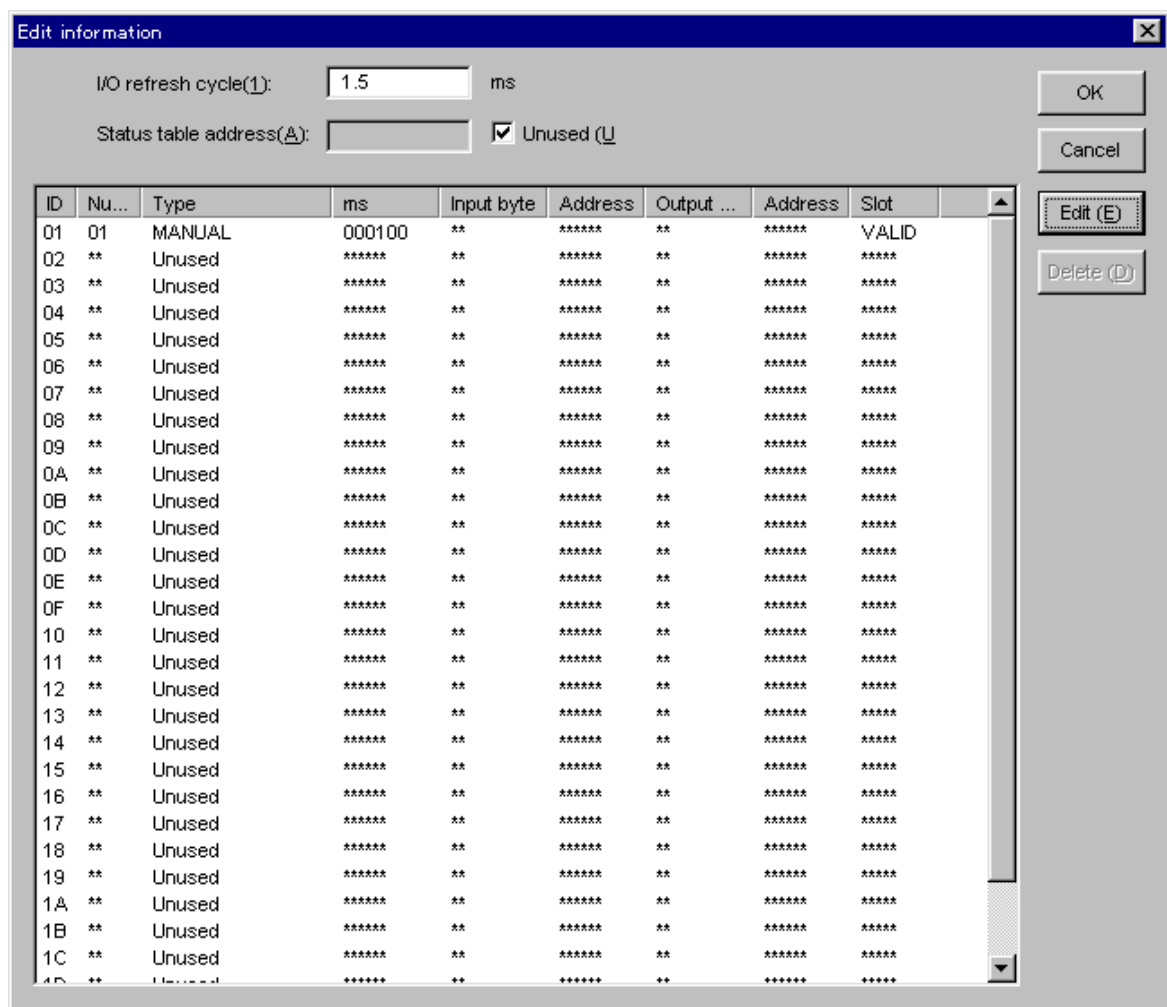 Edit information
I/O refresh cycle(1): 1.5 ms
OK
Status table address(A): Unused (U
Cancel
ID Nu... Type ms Input byte Address Output ... Address Slot
Edit (E)
01 01 MANUAL 000100 ** ****** ** ****** VALID
02 ** Unused ****** ** ****** ** ****** *****
Delete (D)
03 ** Unused ****** ** ****** ** ****** *****
04 ** Unused ****** ** ****** ** ****** *****
05 ** Unused ****** ** ****** ** ****** *****
06 ** Unused ****** ** ****** ** ****** *****
07 ** Unused ****** ** ****** ** ****** *****
08 ** Unused ****** ** ****** ** ****** *****
09 ** Unused ****** ** ****** ** ****** *****
0A ** Unused ****** ** ****** ** ****** *****
0B ** Unused ****** ** ****** ** ****** *****
0C ** Unused ****** ** ****** ** ****** *****
0D ** Unused ****** ** ****** ** ****** *****
0E ** Unused ****** ** ****** ** ****** *****
0F ** Unused ****** ** ****** ** ****** *****
10 ** Unused ****** ** ****** ** ****** *****
11 ** Unused ****** ** ****** ** ****** *****
12 ** Unused ****** ** ****** ** ****** *****
13 ** Unused ****** ** ****** ** ****** *****
14 ** Unused ****** ** ****** ** ****** *****
15 ** Unused ****** ** ****** ** ****** *****
16 ** Unused ****** ** ****** ** ****** *****
17 ** Unused ****** ** ****** ** ****** *****
18 ** Unused ****** ** ****** ** ****** *****
19 ** Unused ****** ** ****** ** ****** *****
1A ** Unused ****** ** ****** ** ****** *****
1B ** Unused ****** ** ****** ** ****** *****
1C ** Unused ****** ** ****** ** ****** *****